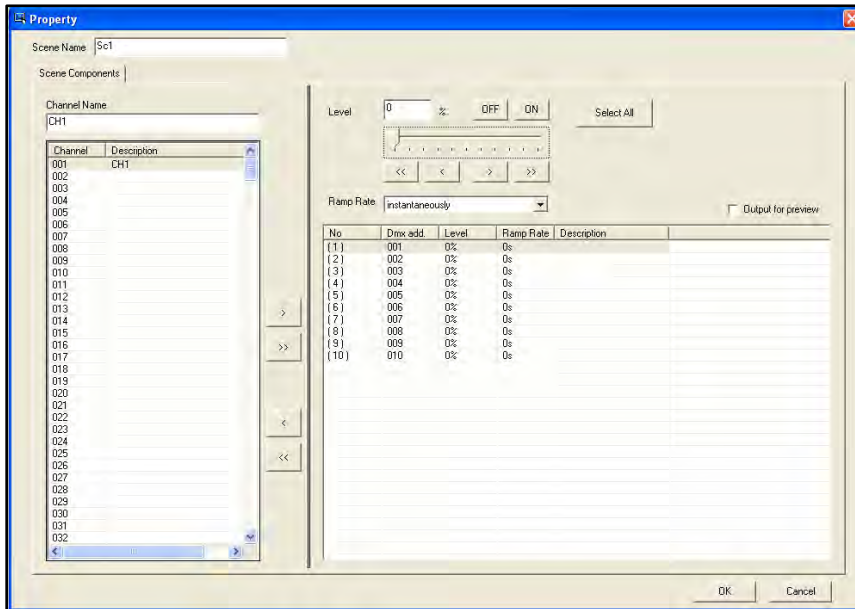 Property
Scene Name Sc1
Scene Components
Channel Name
CH1
Channel Description
001 CH1
002
003
004
005
006
007
008
009
010
011
012
013
014
015
016
017
018
019
020
021
022
023
024
025
026
027
028
029
030
031
032
>
>>
<
<<
Level 0 % OFF ON Select All
<< < > >>
Ramp Rate instantaneously
Output for preview
No Dmx add. Level Ramp Rate Description
( 1 ) 001 0% 0s
( 2 ) 002 0% 0s
( 3 ) 003 0% 0s
( 4 ) 004 0% 0s
( 5 ) 005 0% 0s
( 6 ) 006 0% 0s
( 7 ) 007 0% 0s
( 8 ) 008 0% 0s
( 9 ) 009 0% 0s
( 10 ) 010 0% 0s
OK Cancel